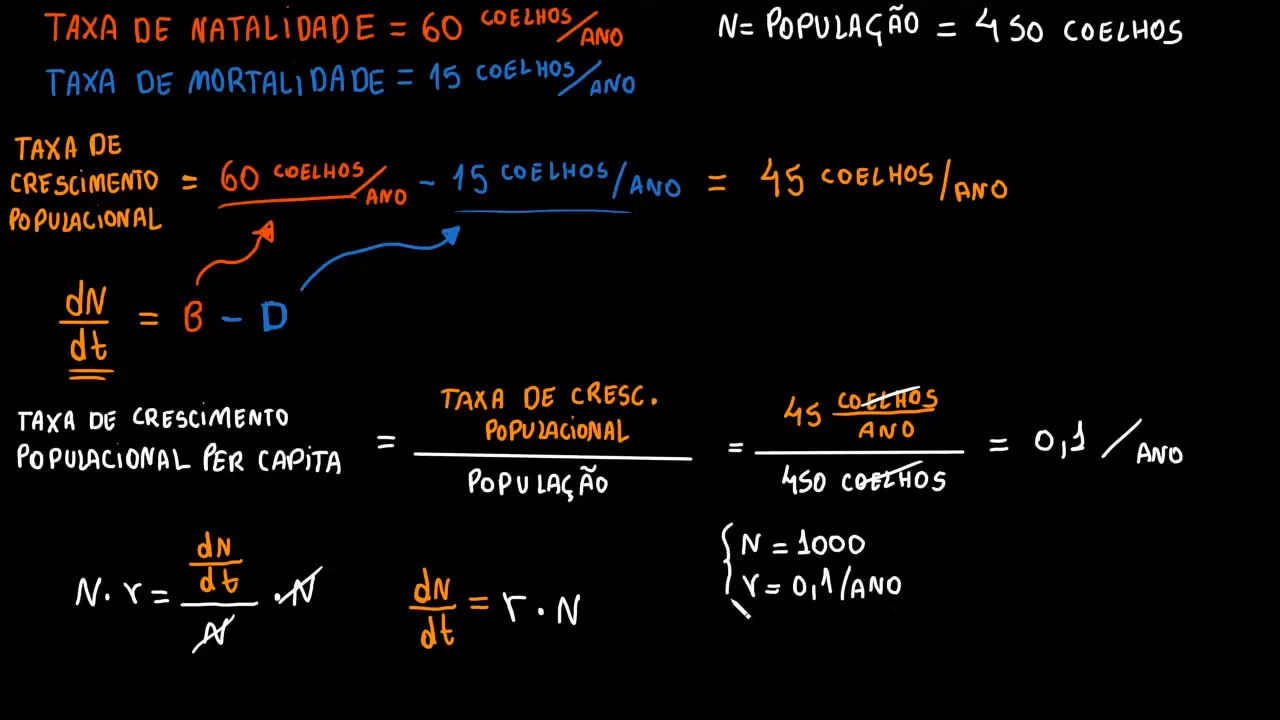 TAXA DE NATALIDADE = 60 COELHOS/ANO
N = POPULAÇÃO = 450 COELHOS
TAXA DE MORTALIDADE = 15 COELHOS/ANO
TAXA DE
CRESCIMENTO
POPULACIONAL
= 60 COELHOS/ANO - 15 COELHOS/ANO = 45 COELHOS/ANO
dN/dt = B - D
TAXA DE CRESCIMENTO
POPULACIONAL PER CAPITA
=
TAXA DE CRESC.
POPULACIONAL
POPULAÇÃO
=
45 COELHOS/ANO
450 COELHOS
= 0,1/ANO
N · r = dN/dt/N · N
dN/dt = r · N
{ N = 1000
r = 0,1/ANO